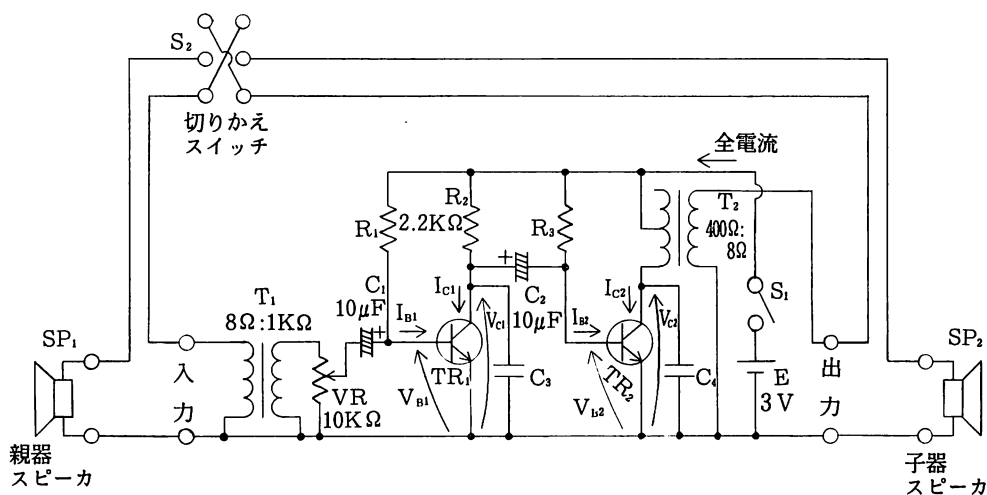 S₂
切りかえ
スイッチ
全電流
R₁
R₂
2.2KΩ
R₃
T₂
400Ω:
8Ω
C₁
10μF
I_B1
I_C1
V_C1
C₂
10μF
I_B2
I_C2
V_C2
S₁
T₁
8Ω:1KΩ
SP₁
入
力
VR
10KΩ
V_B1
TR₁
C₃
V_B2
TR₂
C₄
E
3V
出
力
SP₂
親器
スピーカ
子器
スピーカ